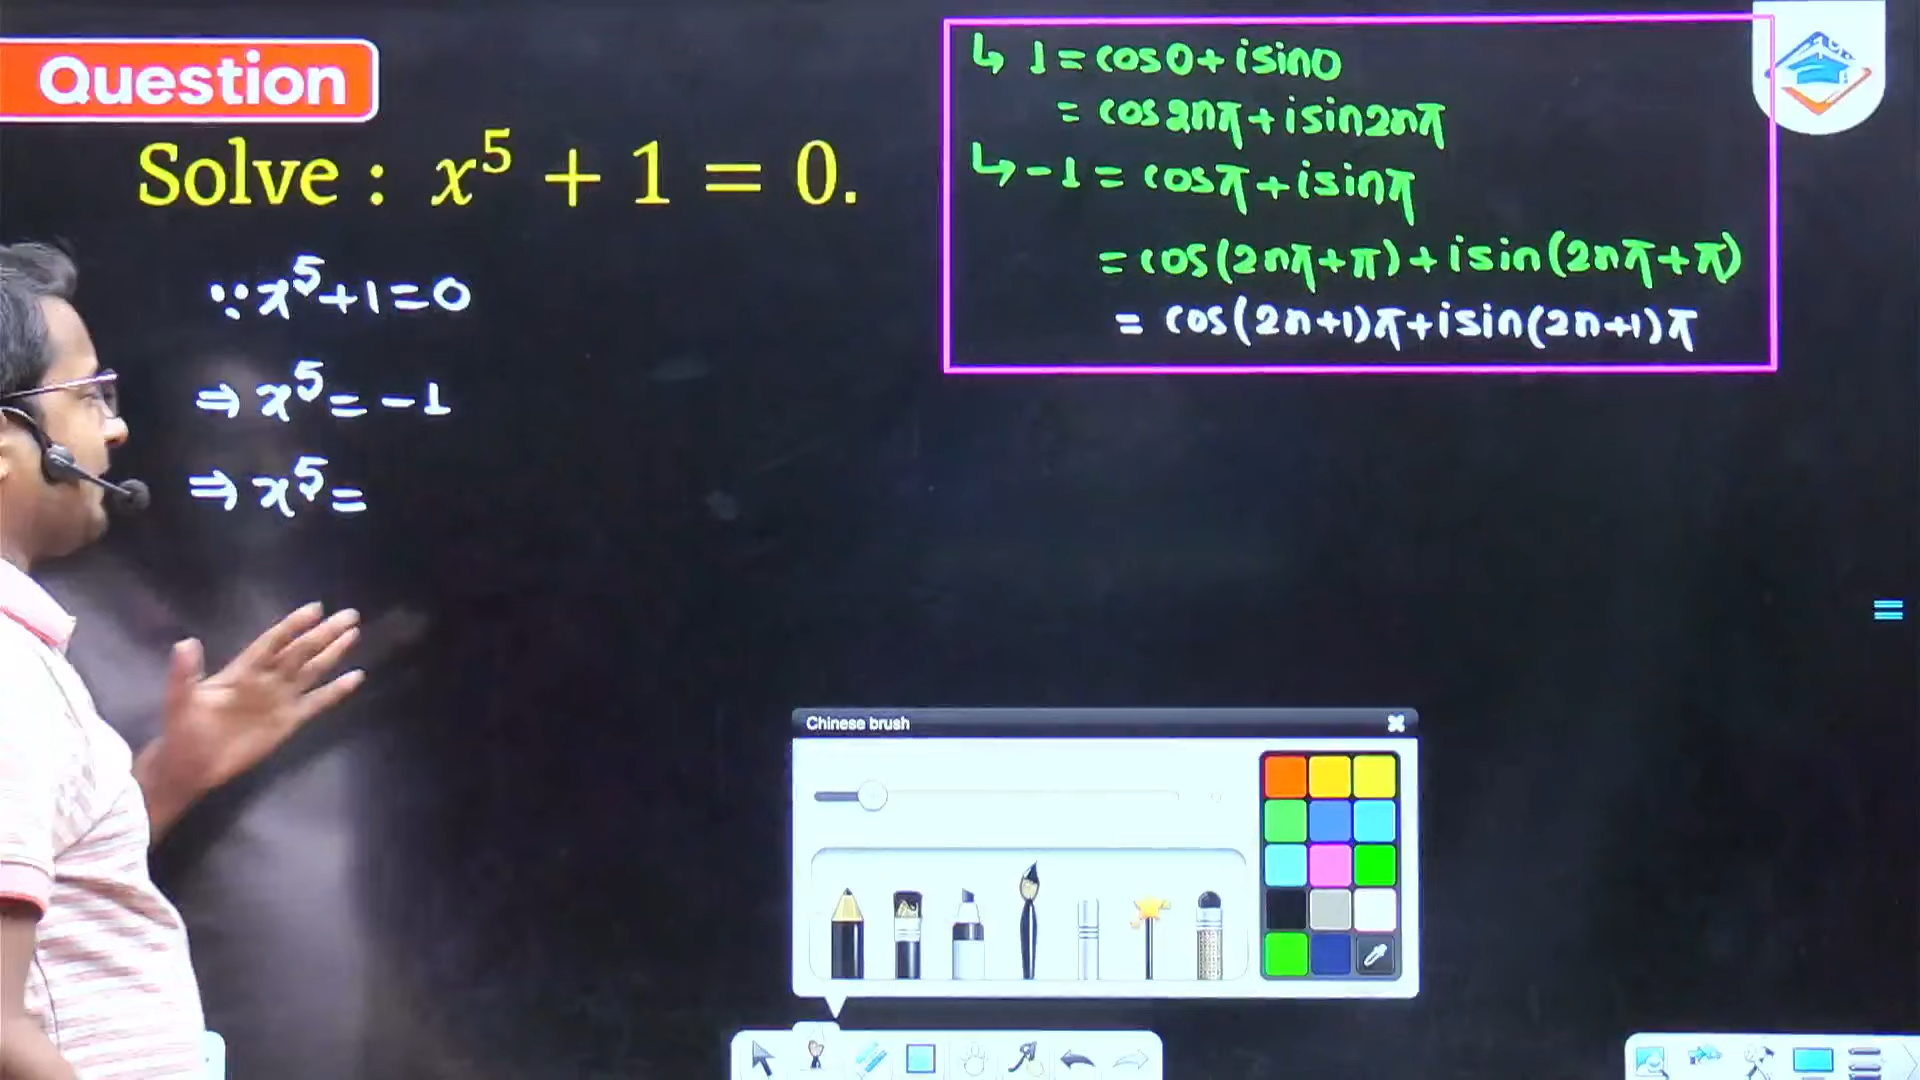 Question
Solve : x⁵ + 1 = 0.
∵ x⁵+1=0
⇒ x⁵ = -1
⇒ x⁵ =
↳ 1 = cos0 + isin0
= cos2nπ + isin2nπ
↳ -1 = cosπ + isinπ
= cos(2nπ+π) + isin(2nπ+π)
= cos(2n+1)π + isin(2n+1)π
Chinese brush